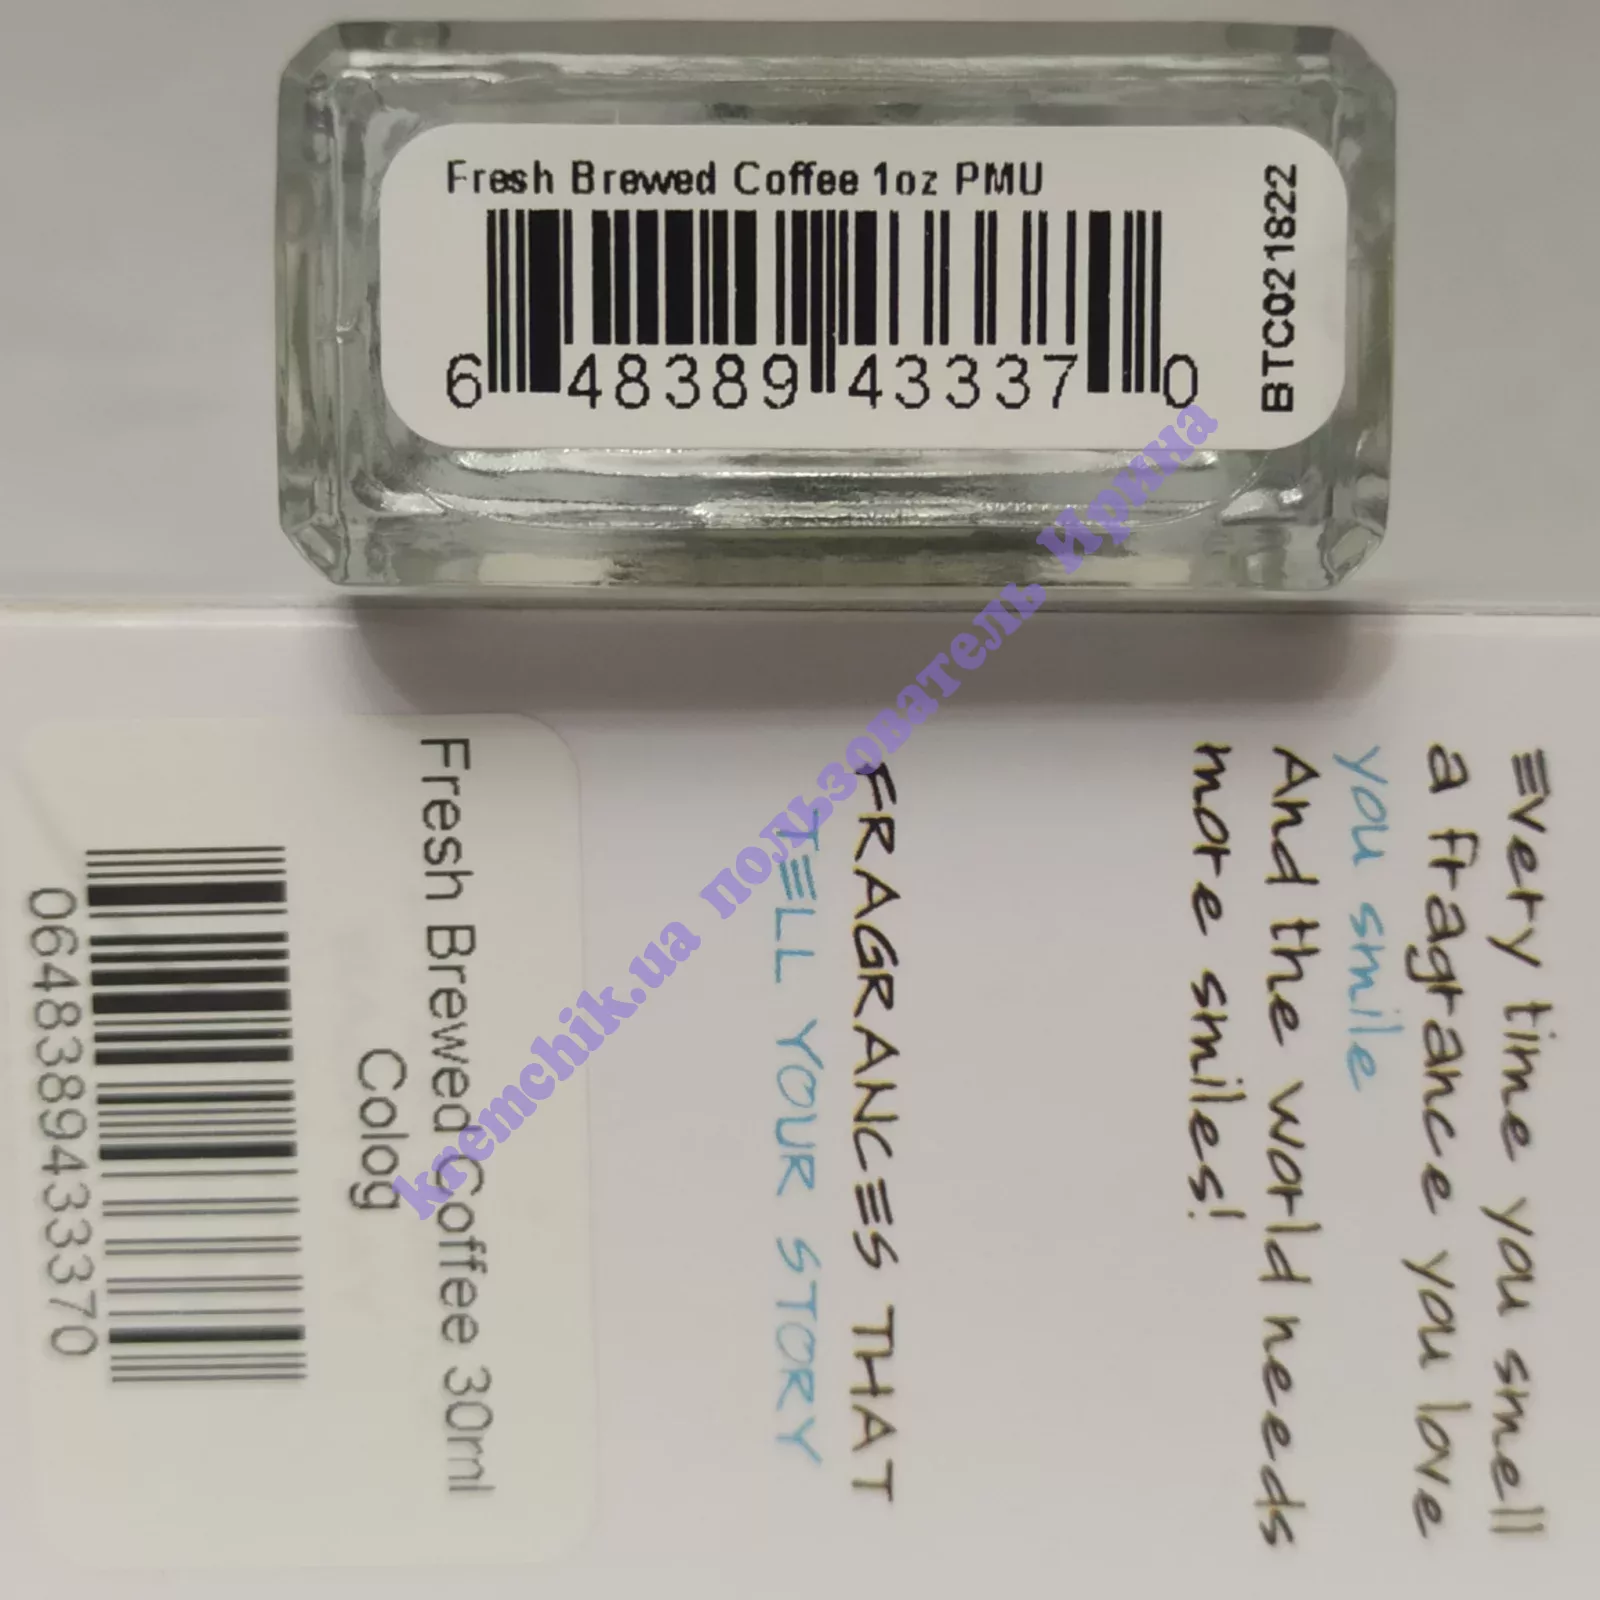 Fresh Brewed Coffee 1oz PMU
6 48389 43337 0
BTC021822
Every time you smell
a fragrance you love
you smile
And the world needs
more smiles!
FRAGRANCES THAT
TELL YOUR STORY
Fresh Brewed Coffee 30ml
Colog
0648389433370
kremchik.ua пользователь Ирина